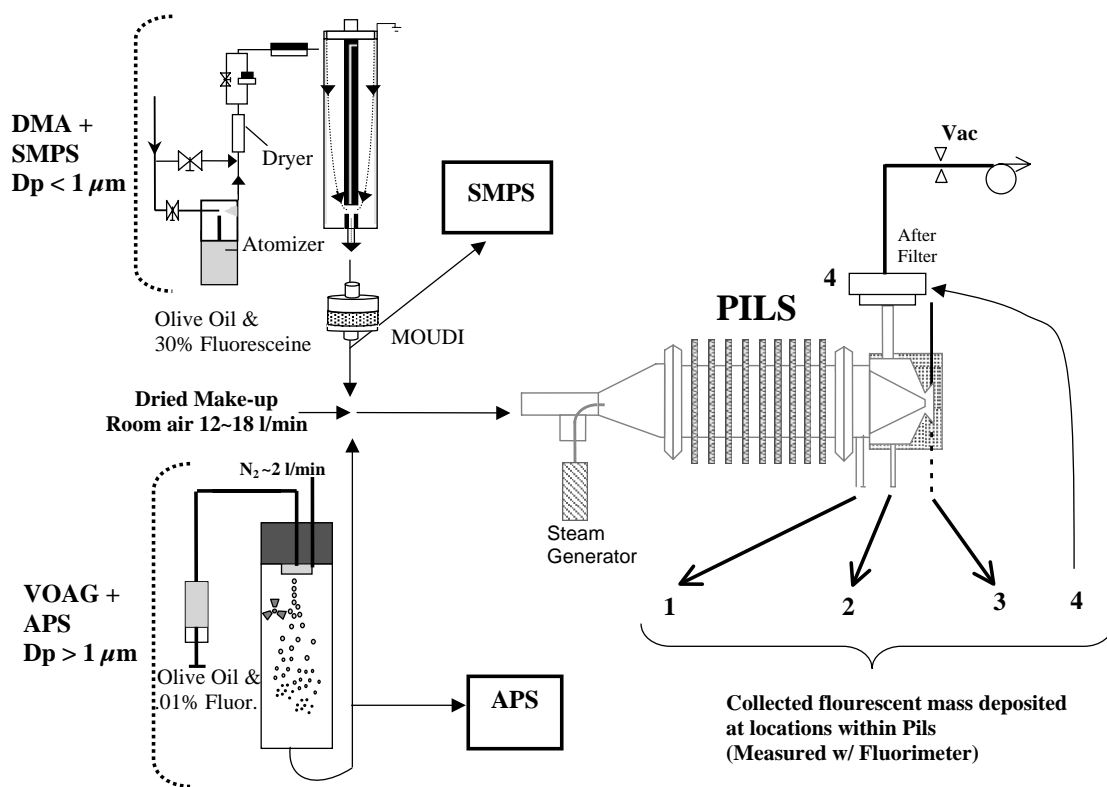 DMA +
SMPS
Dp < 1 µm
Dryer
Atomizer
Olive Oil &
30% Fluoresceine
MOUDI
SMPS
Dried Make-up
Room air 12~18 l/min
N2 ~2 l/min
VOAG +
APS
Dp > 1 µm
Olive Oil &
.01% Fluor.
APS
PILS
Steam
Generator
Vac
After
Filter
4
1
2
3
4
Collected flourescent mass deposited
at locations within Pils
(Measured w/ Fluorimeter)